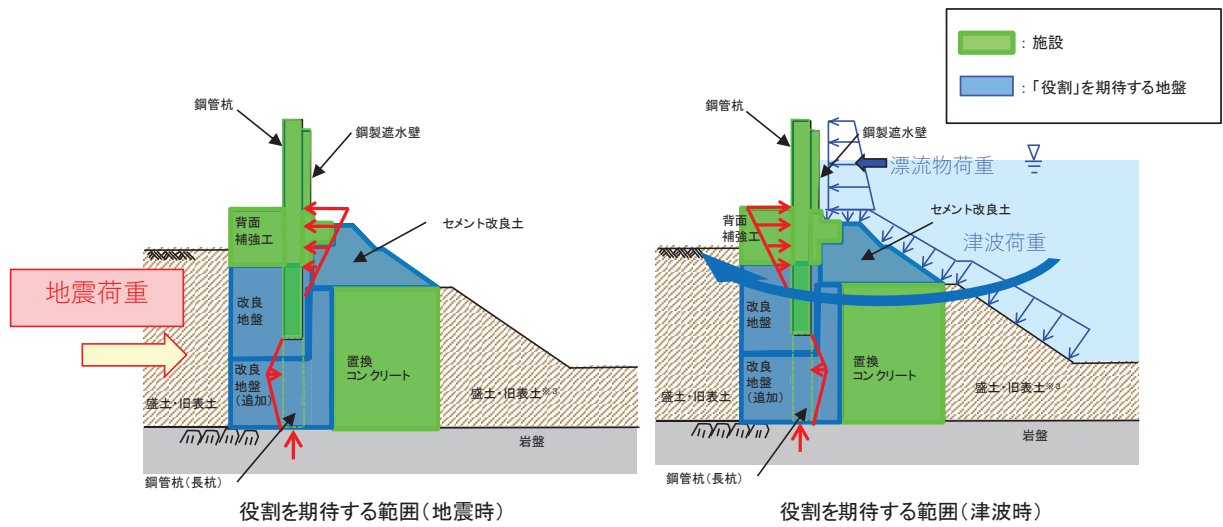 ：施設
：「役割」を期待する地盤
鋼管杭
鋼製遮水壁
背面
補強工
セメント改良土
地震荷重
改良
地盤
置換
コンクリート
改良
地盤
（追加）
盛土・旧表土
盛土・旧表土※3
岩盤
鋼管杭（長杭）
役割を期待する範囲（地震時）
鋼管杭
鋼製遮水壁
漂流物荷重
背面
補強工
セメント改良土
津波荷重
改良
地盤
置換
コンクリート
改良
地盤
（追加）
盛土・旧表土
盛土・旧表土※3
岩盤
鋼管杭（長杭）
役割を期待する範囲（津波時）